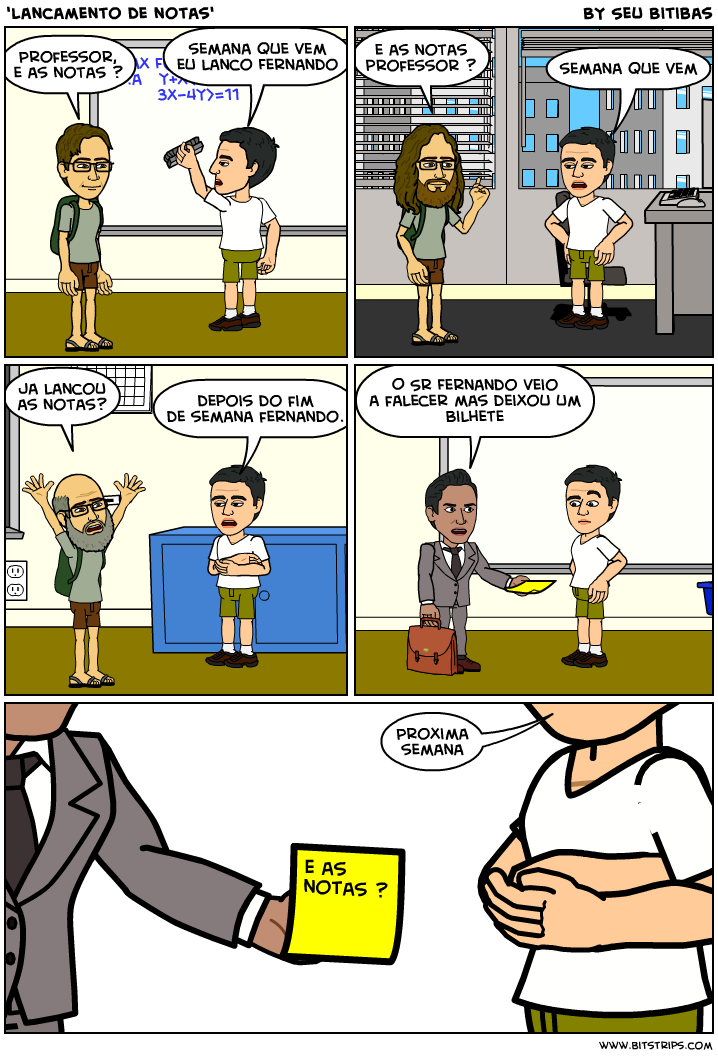 'LANCAMENTO DE NOTAS'
BY SEU BITIBAS
PROFESSOR,
E AS NOTAS ?
SEMANA QUE VEM
EU LANCO FERNANDO
3X-4Y>=11
E AS NOTAS
PROFESSOR ?
SEMANA QUE VEM
JA LANCOU
AS NOTAS?
DEPOIS DO FIM
DE SEMANA FERNANDO.
O SR FERNANDO VEIO
A FALECER MAS DEIXOU UM
BILHETE
PROXIMA
SEMANA
E AS
NOTAS ?
WWW.BITSTRIPS.COM